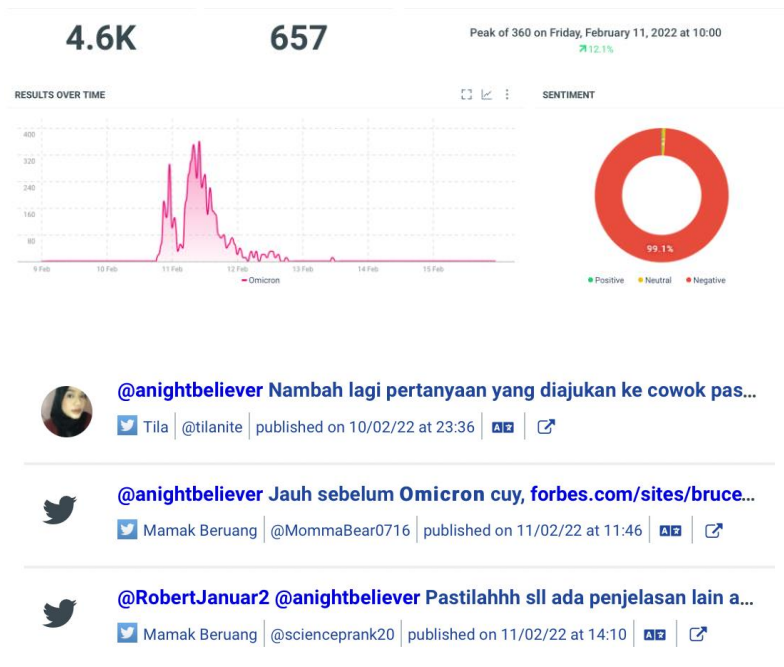 4.6K
657
Peak of 360 on Friday, February 11, 2022 at 10:00
12.1%
RESULTS OVER TIME
SENTIMENT
400
320
240
160
80
9 Feb 10 Feb 11 Feb 12 Feb 13 Feb 14 Feb 15 Feb
Omicron
99.1%
Positive Neutral Negative
@anightbeliever Nambah lagi pertanyaan yang diajukan ke cowok pas...
Tila @tilanite published on 10/02/22 at 23:36
@anightbeliever Jauh sebelum Omicron cuy, forbes.com/sites/bruce...
Mamak Beruang @MommaBear0716 published on 11/02/22 at 11:46
@RobertJanuar2 @anightbeliever Pastilahhh sll ada penjelasan lain a...
Mamak Beruang @scienceprank20 published on 11/02/22 at 14:10